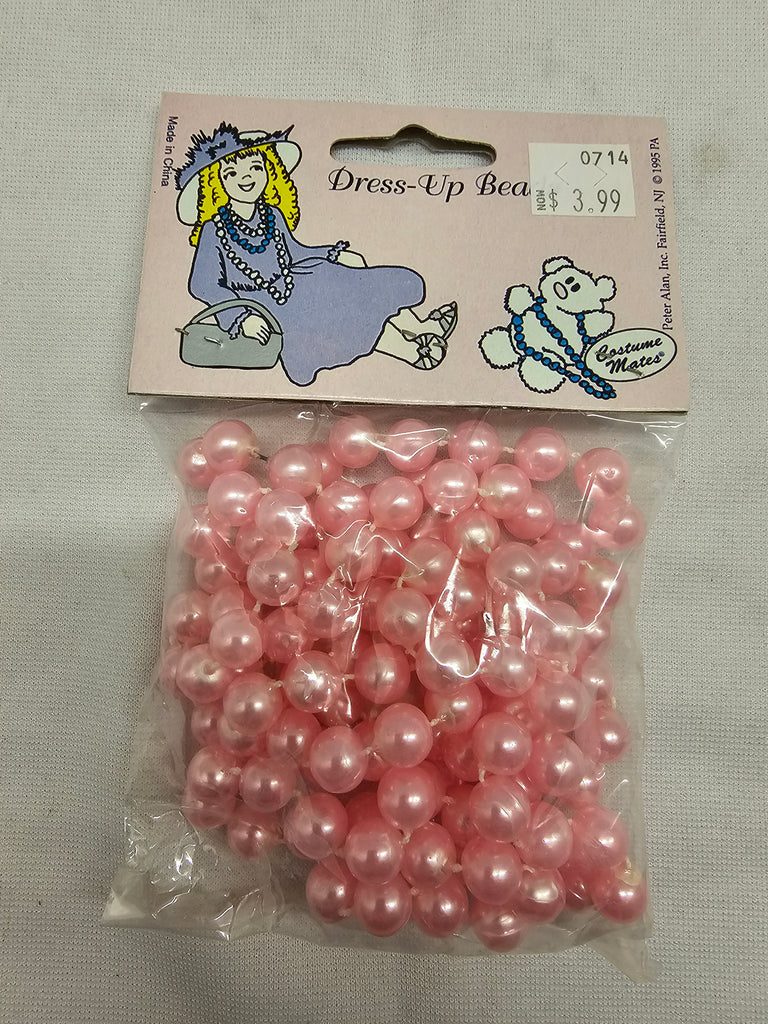 Made in China
Dress-Up Bea
0714
NOW $ 3.99
Peter Alan, Inc. Fairfield, NJ © 1995 PA
Costume
Mates®